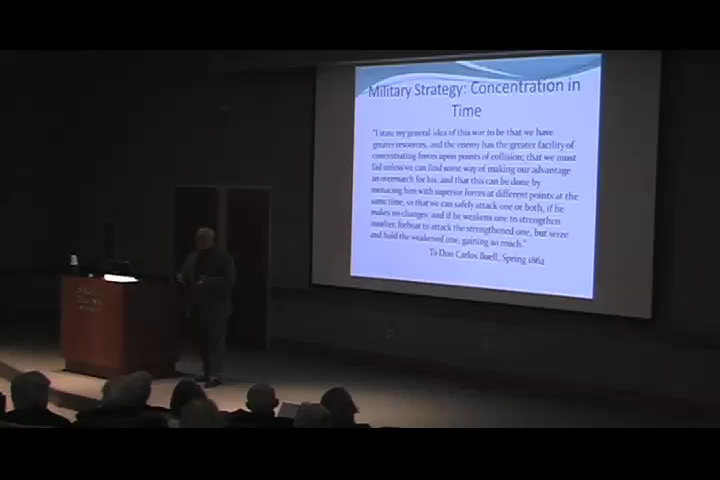 Military Strategy: Concentration in
Time
"I state my general idea of this war to be that we have
greater resources, and the enemy has the greater facility of
concentrating forces upon points of collision; that we must
fail unless we can find some way of making our advantage
an overmatch for his; and that this can be done by
menacing him with superior forces at different points at the
same time, so that we can safely attack one or both, if he
makes no changes, and if he weakens one to strengthen
another, forbear to attack the strengthened one, but seize
and hold the weakened one, gaining so much."
To Don Carlos Buell, Spring 1862